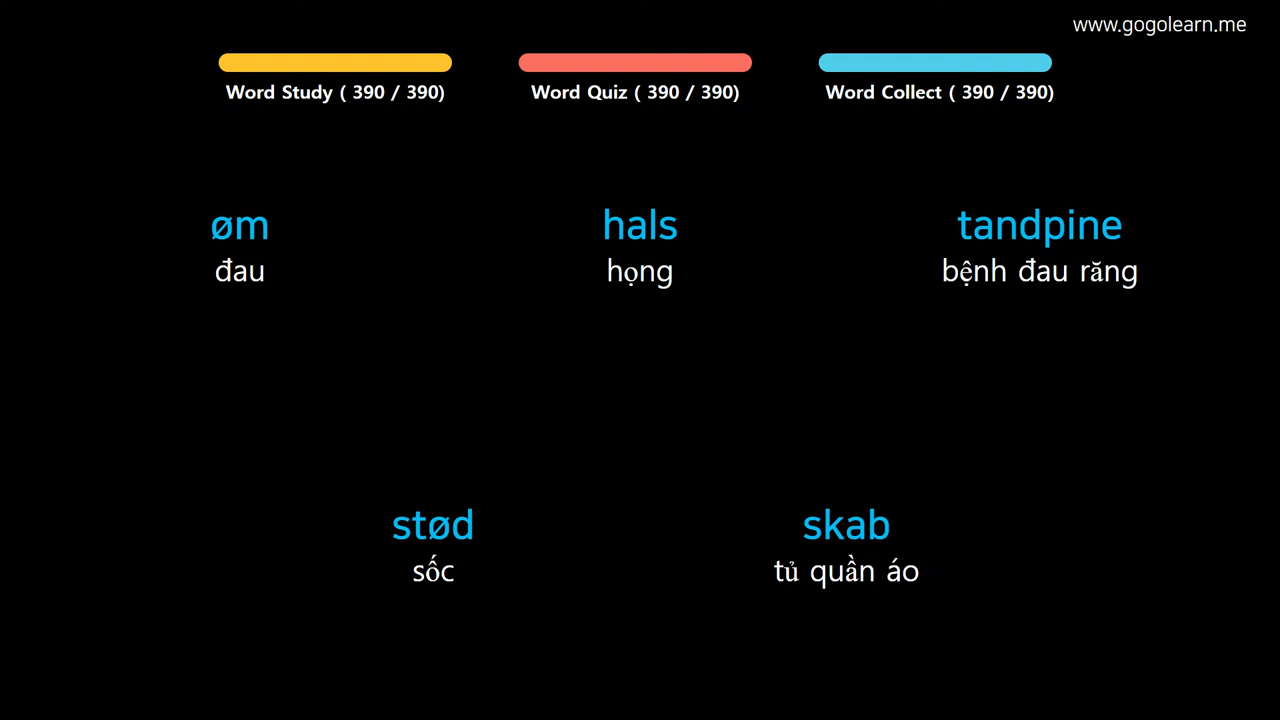 www.gogolearn.me
Word Study ( 390 / 390)
Word Quiz ( 390 / 390)
Word Collect ( 390 / 390)
øm
đau
hals
họng
tandpine
bệnh đau răng
stød
sốc
skab
tủ quần áo